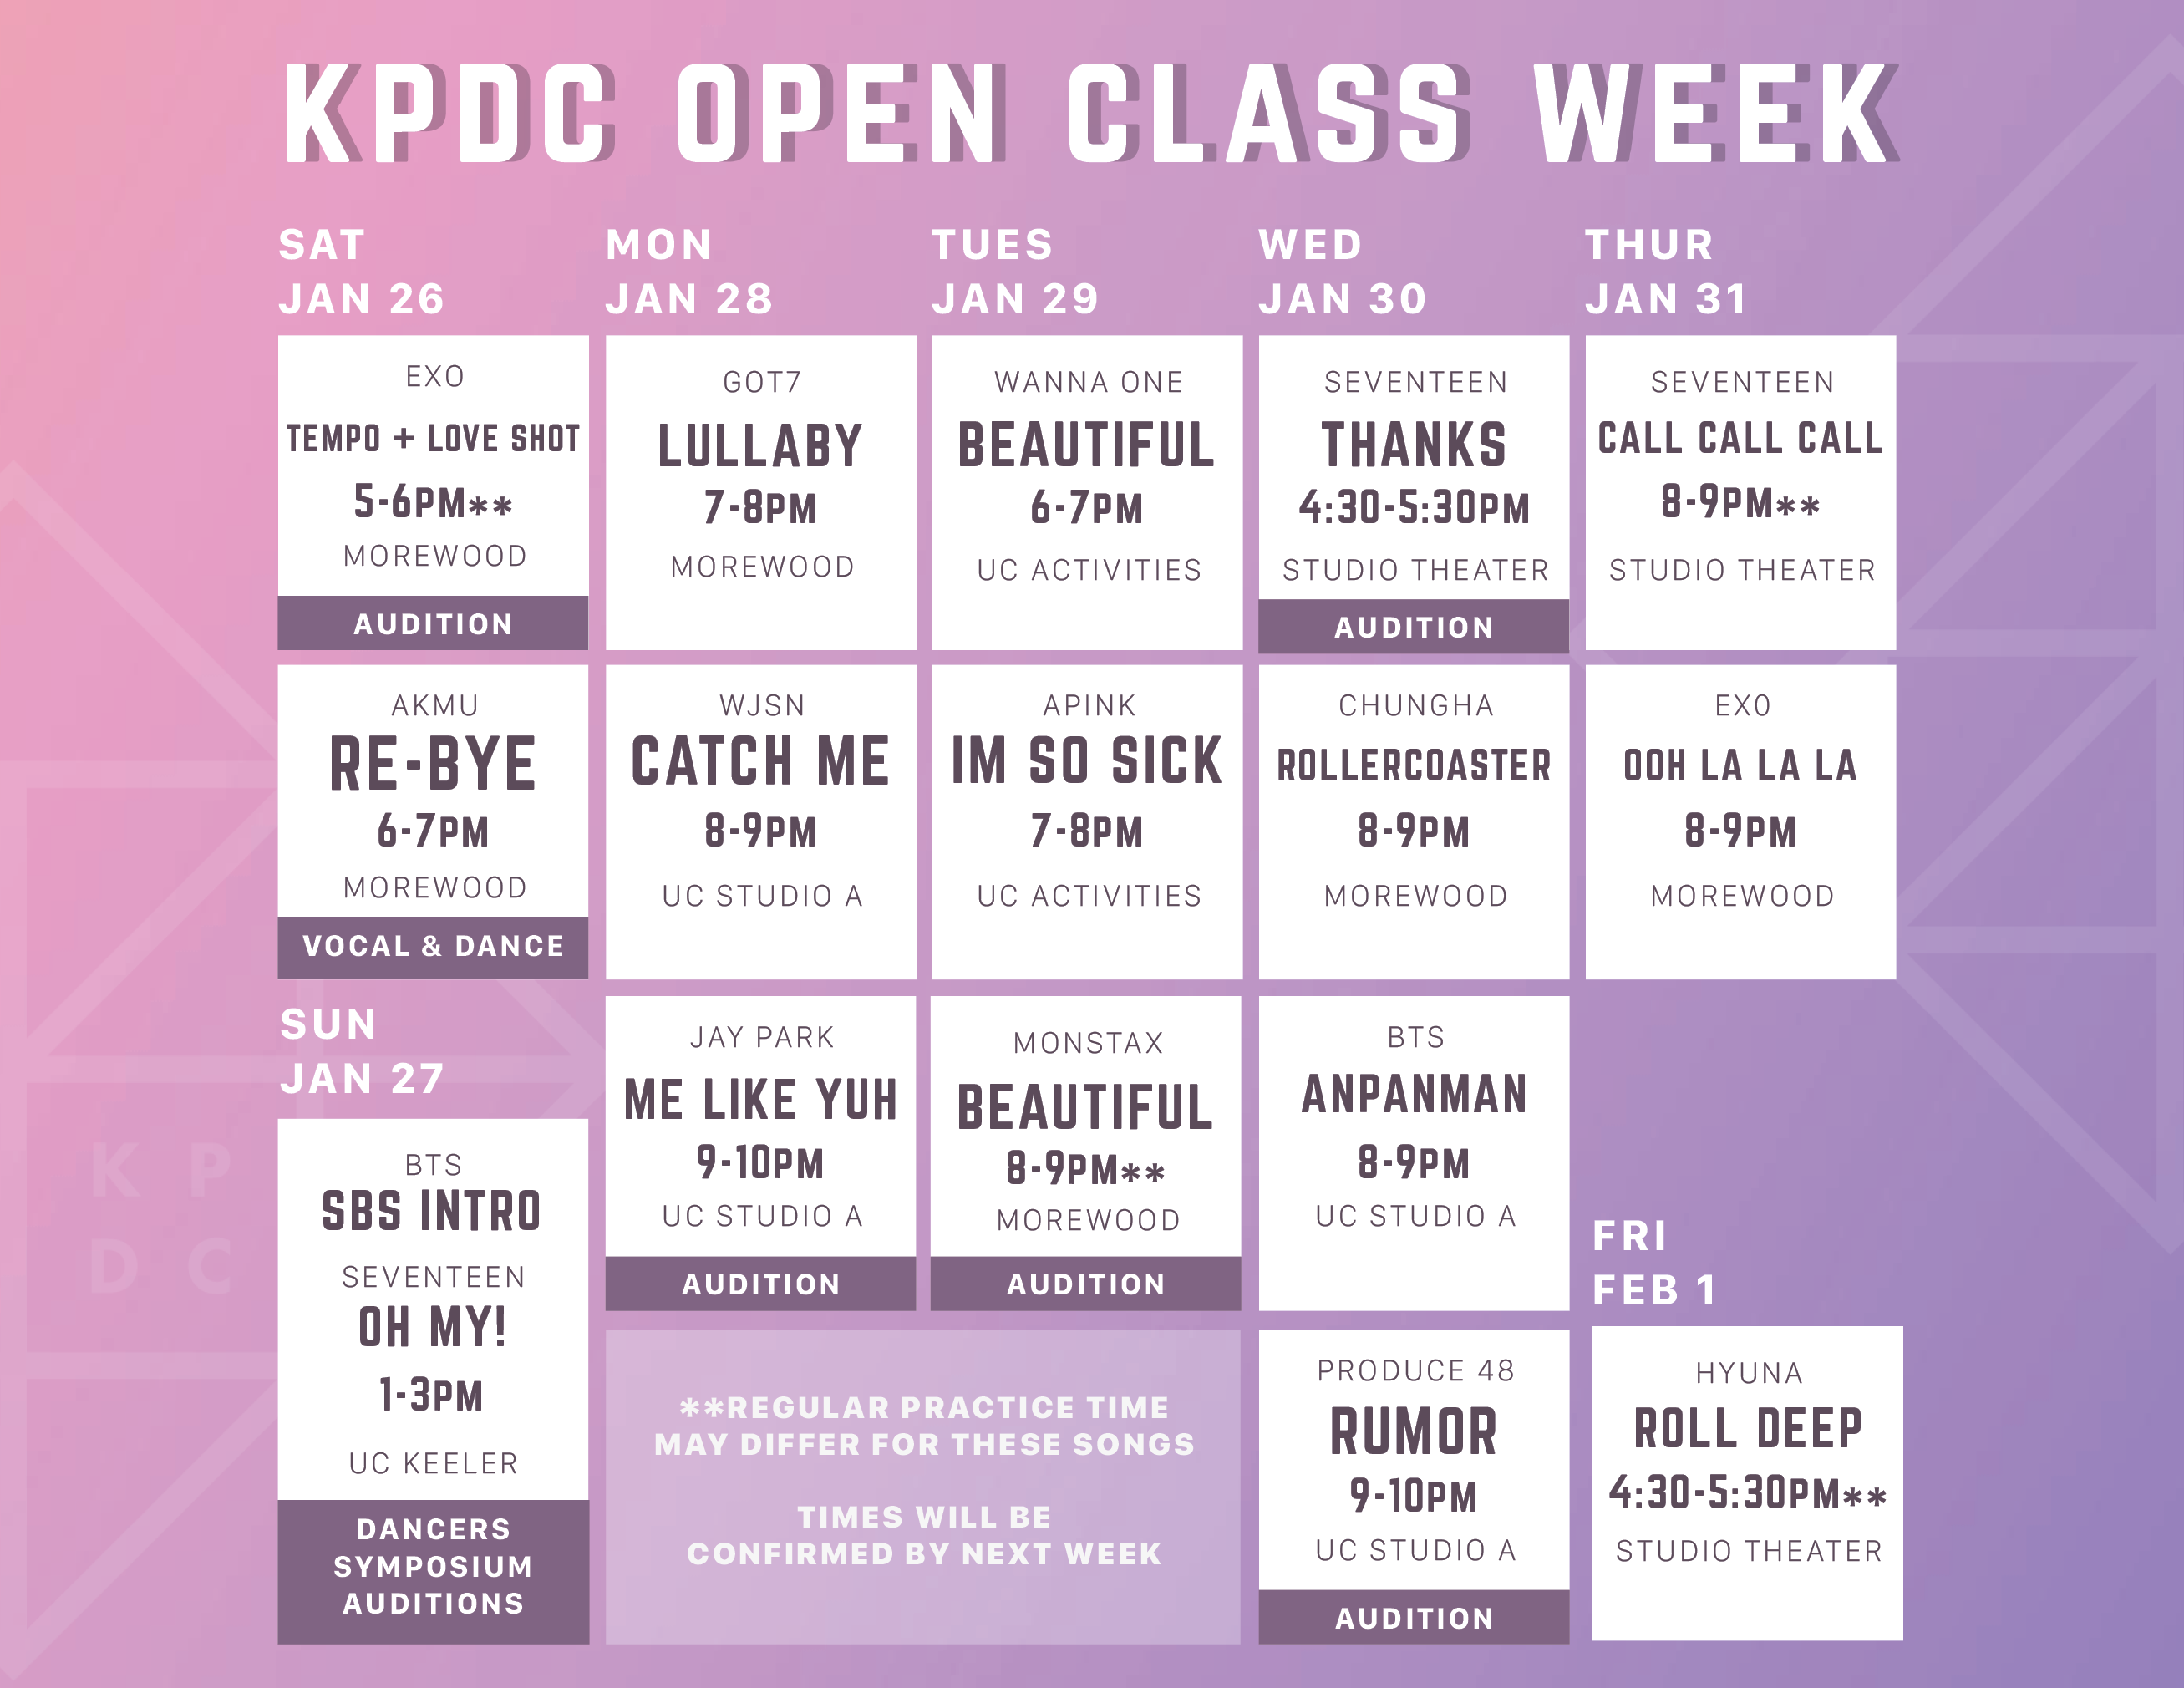 KPDC OPEN CLASS WEEK
SAT
JAN 26
EXO
TEMPO + LOVE SHOT
5-6PM**
MOREWOOD
AUDITION
AKMU
RE-BYE
6-7PM
MOREWOOD
VOCAL & DANCE
SUN
JAN 27
BTS
SBS INTRO
SEVENTEEN
OH MY!
1-3PM
UC KEELER
DANCERS
SYMPOSIUM
AUDITIONS
MON
JAN 28
GOT7
LULLABY
7-8PM
MOREWOOD
WJSN
CATCH ME
8-9PM
UC STUDIO A
JAY PARK
ME LIKE YUH
9-10PM
UC STUDIO A
AUDITION
TUES
JAN 29
WANNA ONE
BEAUTIFUL
6-7PM
UC ACTIVITIES
APINK
IM SO SICK
7-8PM
UC ACTIVITIES
MONSTAX
BEAUTIFUL
8-9PM**
MOREWOOD
AUDITION
**REGULAR PRACTICE TIME
MAY DIFFER FOR THESE SONGS
TIMES WILL BE
CONFIRMED BY NEXT WEEK
WED
JAN 30
SEVENTEEN
THANKS
4:30-5:30PM
STUDIO THEATER
AUDITION
CHUNGHA
ROLLERCOASTER
8-9PM
MOREWOOD
BTS
ANPANMAN
8-9PM
UC STUDIO A
PRODUCE 48
RUMOR
9-10PM
UC STUDIO A
AUDITION
THUR
JAN 31
SEVENTEEN
CALL CALL CALL
8-9PM**
STUDIO THEATER
EXO
OOH LA LA LA
8-9PM
MOREWOOD
FRI
FEB 1
HYUNA
ROLL DEEP
4:30-5:30PM**
STUDIO THEATER
K P
D C